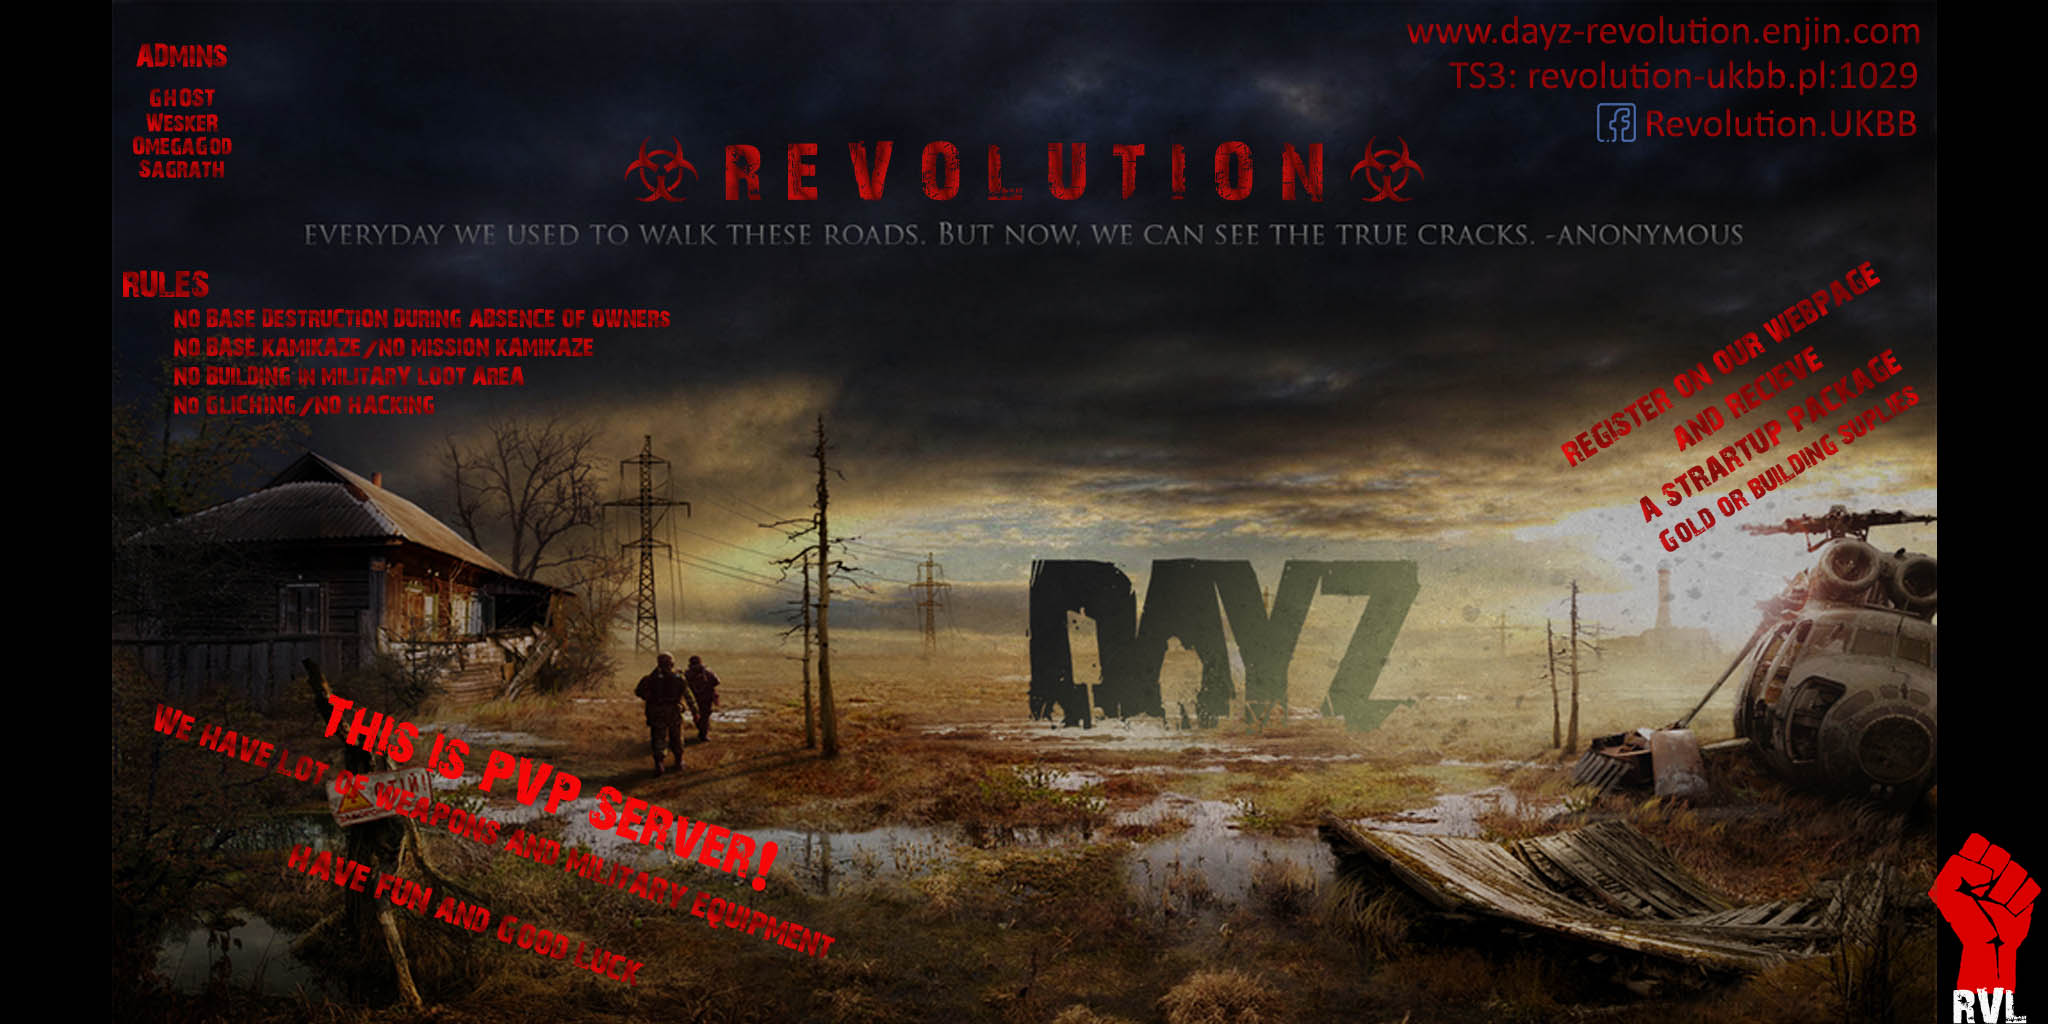 www.dayz-revolution.enjin.com
TS3: revolution-ukbb.pl:1029
Revolution.UKBB
ADMINS
GHOST
WESKER
OMEGAGOD
SAGRATH
REVOLUTION
EVERYDAY WE USED TO WALK THESE ROADS. BUT NOW, WE CAN SEE THE TRUE CRACKS. -ANONYMOUS
RULES
NO BASE DESTRUCTION DURING ABSENCE OF OWNERS
NO BASE KAMIKAZE/NO MISSION KAMIKAZE
NO BUILDING IN MILITARY LOOT AREA
NO GLICHING/NO HACKING
REGISTER ON OUR WEBPAGE
AND RECIEVE
A STRARTUP PACKAGE
GOLD OR BUILDING SUPLIES
DAYZ
THIS IS PVP SERVER!
WE HAVE LOT OF WEAPONS AND MILITARY EQUIPMENT
HAVE FUN AND GOOD LUCK
RVL